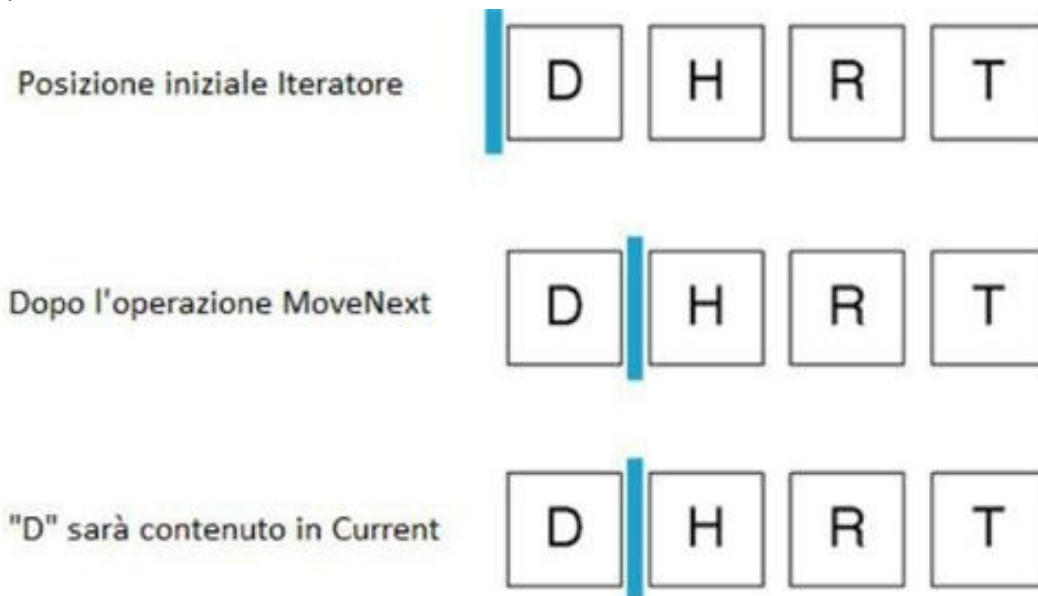 Posizione iniziale Iteratore D H R T
Dopo l'operazione MoveNext D H R T
"D" sarà contenuto in Current D H R T